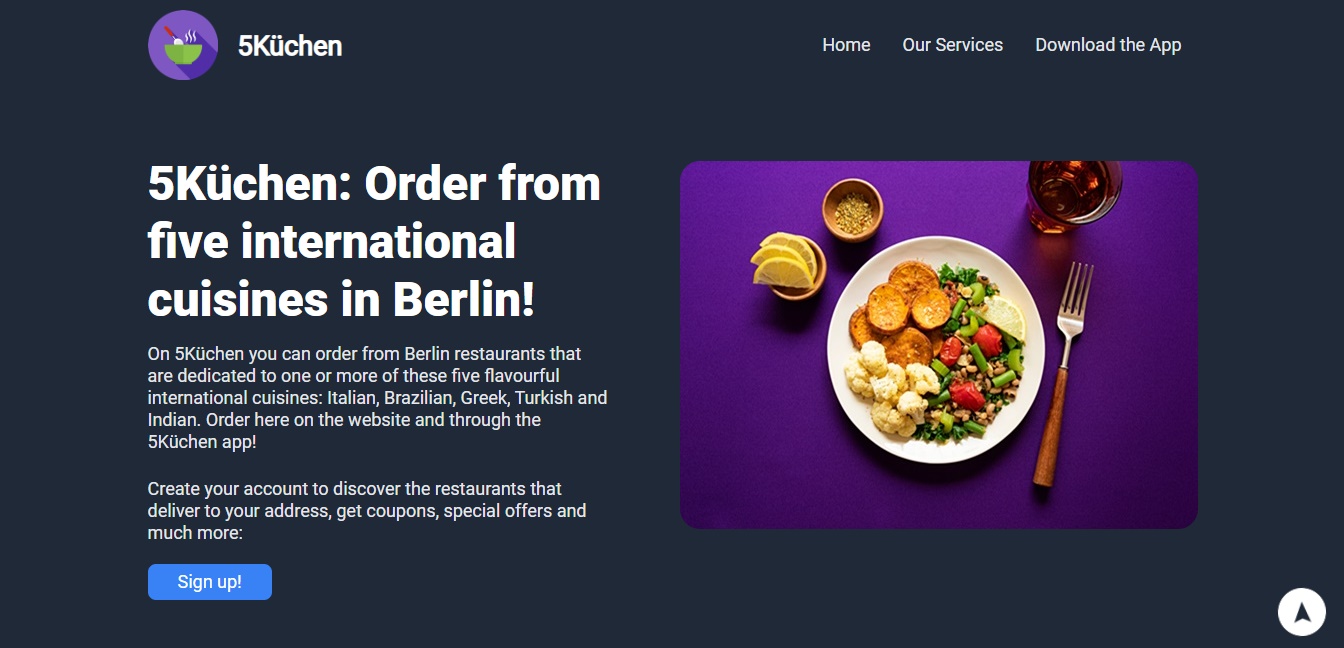 5Küchen
Home
Our Services
Download the App
5Küchen: Order from
five international
cuisines in Berlin!
On 5Küchen you can order from Berlin restaurants that
are dedicated to one or more of these five flavourful
international cuisines: Italian, Brazilian, Greek, Turkish and
Indian. Order here on the website and through the
5Küchen app!
Create your account to discover the restaurants that
deliver to your address, get coupons, special offers and
much more:
Sign up!